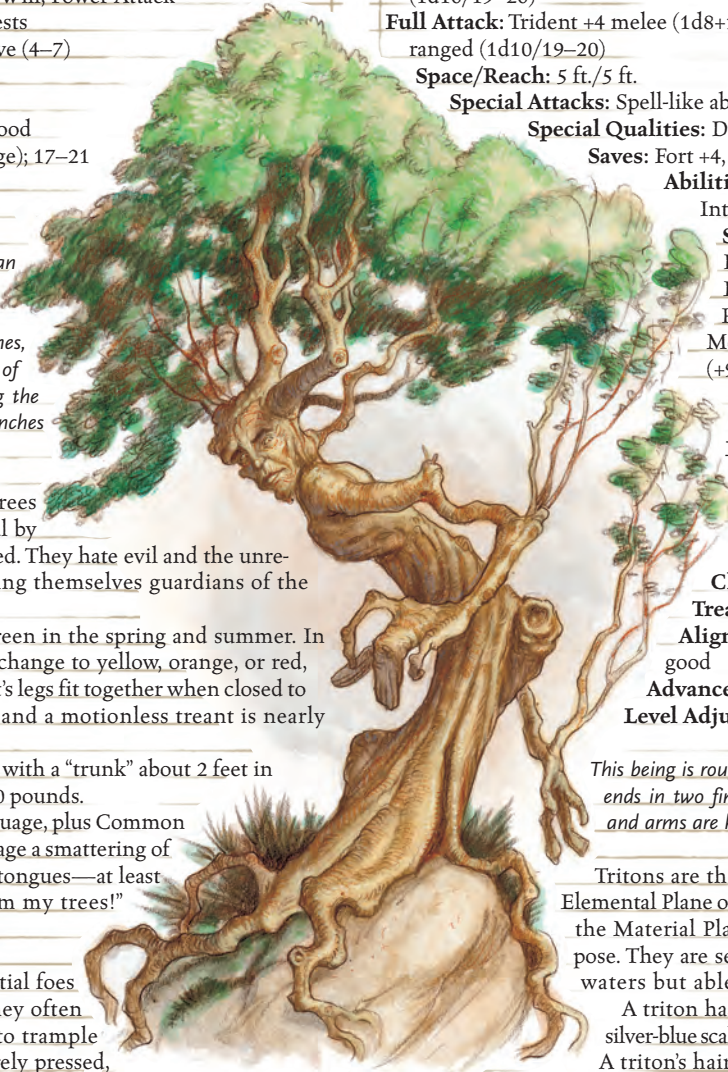 Power Attack
ests
ve (4–7)
ood
ge); 17–21
an
nes,
of
g the
nches
rees
l by
ed. They hate evil and the unre-
ing themselves guardians of the
reen in the spring and summer. In
change to yellow, orange, or red,
t’s legs fit together when closed to
and a motionless treant is nearly
with a “trunk” about 2 feet in
0 pounds.
uage, plus Common
age a smattering of
tongues—at least
m my trees!”
tial foes
hey often
to trample
rely pressed,
(1d10/19–20)
Full Attack: Trident +4 melee (1d8+
ranged (1d10/19–20)
Space/Reach: 5 ft./5 ft.
Special Attacks: Spell-like ab
Special Qualities: D
Saves: Fort +4,
Abiliti
Int
S
M
(+9
Cl
Trea
Align
good
Advance
Level Adju
This being is rou
ends in two fin
and arms are h
Tritons are th
Elemental Plane o
the Material Pla
pose. They are se
waters but able
A triton ha
silver-blue sca
A triton’s hair